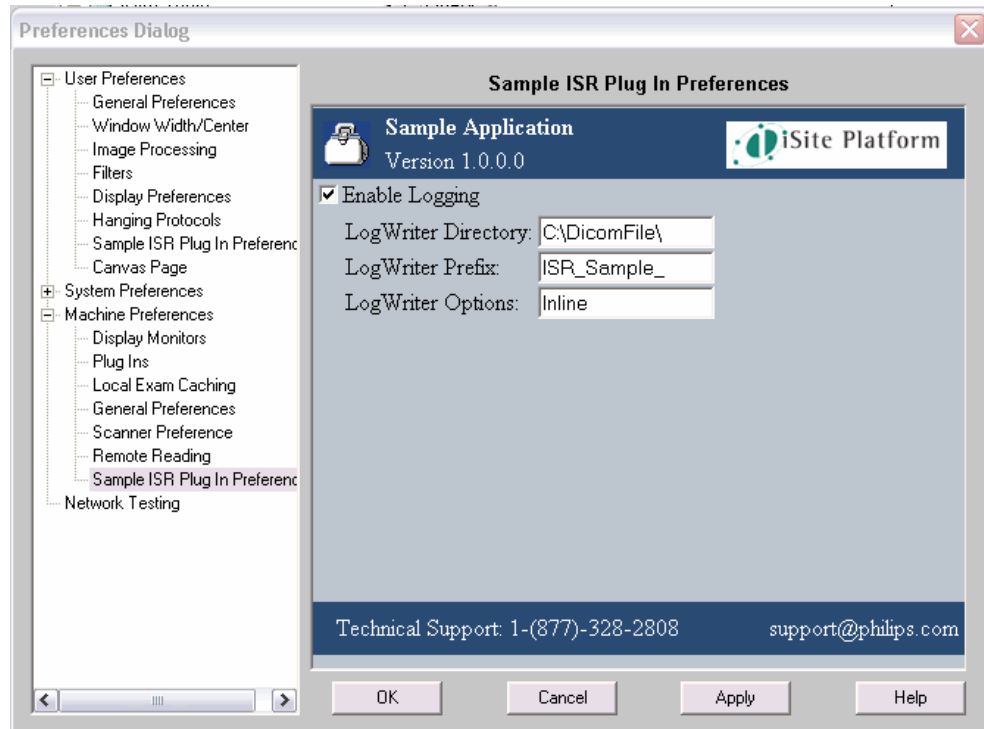 Preferences Dialog
User Preferences
General Preferences
Window Width/Center
Image Processing
Filters
Display Preferences
Hanging Protocols
Sample ISR Plug In Preferenc
Canvas Page
System Preferences
Machine Preferences
Display Monitors
Plug Ins
Local Exam Caching
General Preferences
Scanner Preference
Remote Reading
Sample ISR Plug In Preferenc
Network Testing
Sample ISR Plug In Preferences
Sample Application
Version 1.0.0.0
iSite Platform
Enable Logging
LogWriter Directory: C:\DicomFile\
LogWriter Prefix: ISR_Sample_
LogWriter Options: Inline
Technical Support: 1-(877)-328-2808 support@philips.com
OK Cancel Apply Help